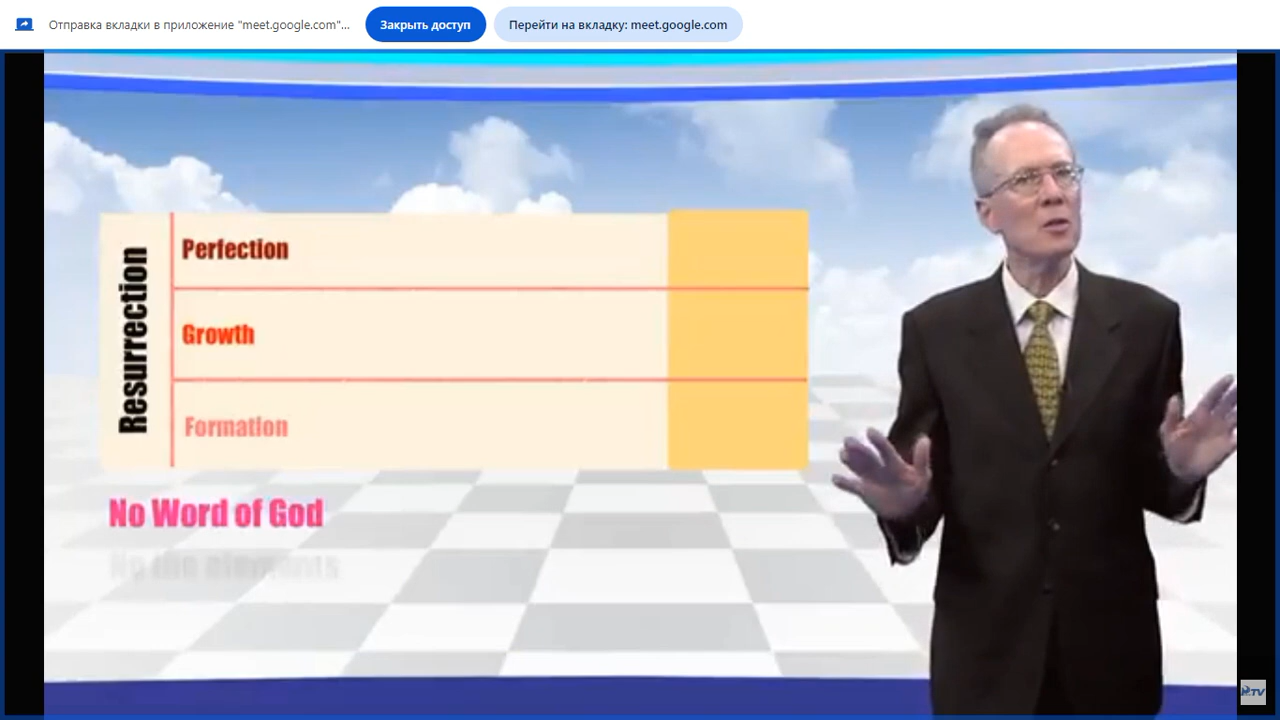 Отправка вкладки в приложение "meet.google.com"...
Закрыть доступ
Перейти на вкладку: meet.google.com
Resurrection
Perfection
Growth
Formation
No Word of God